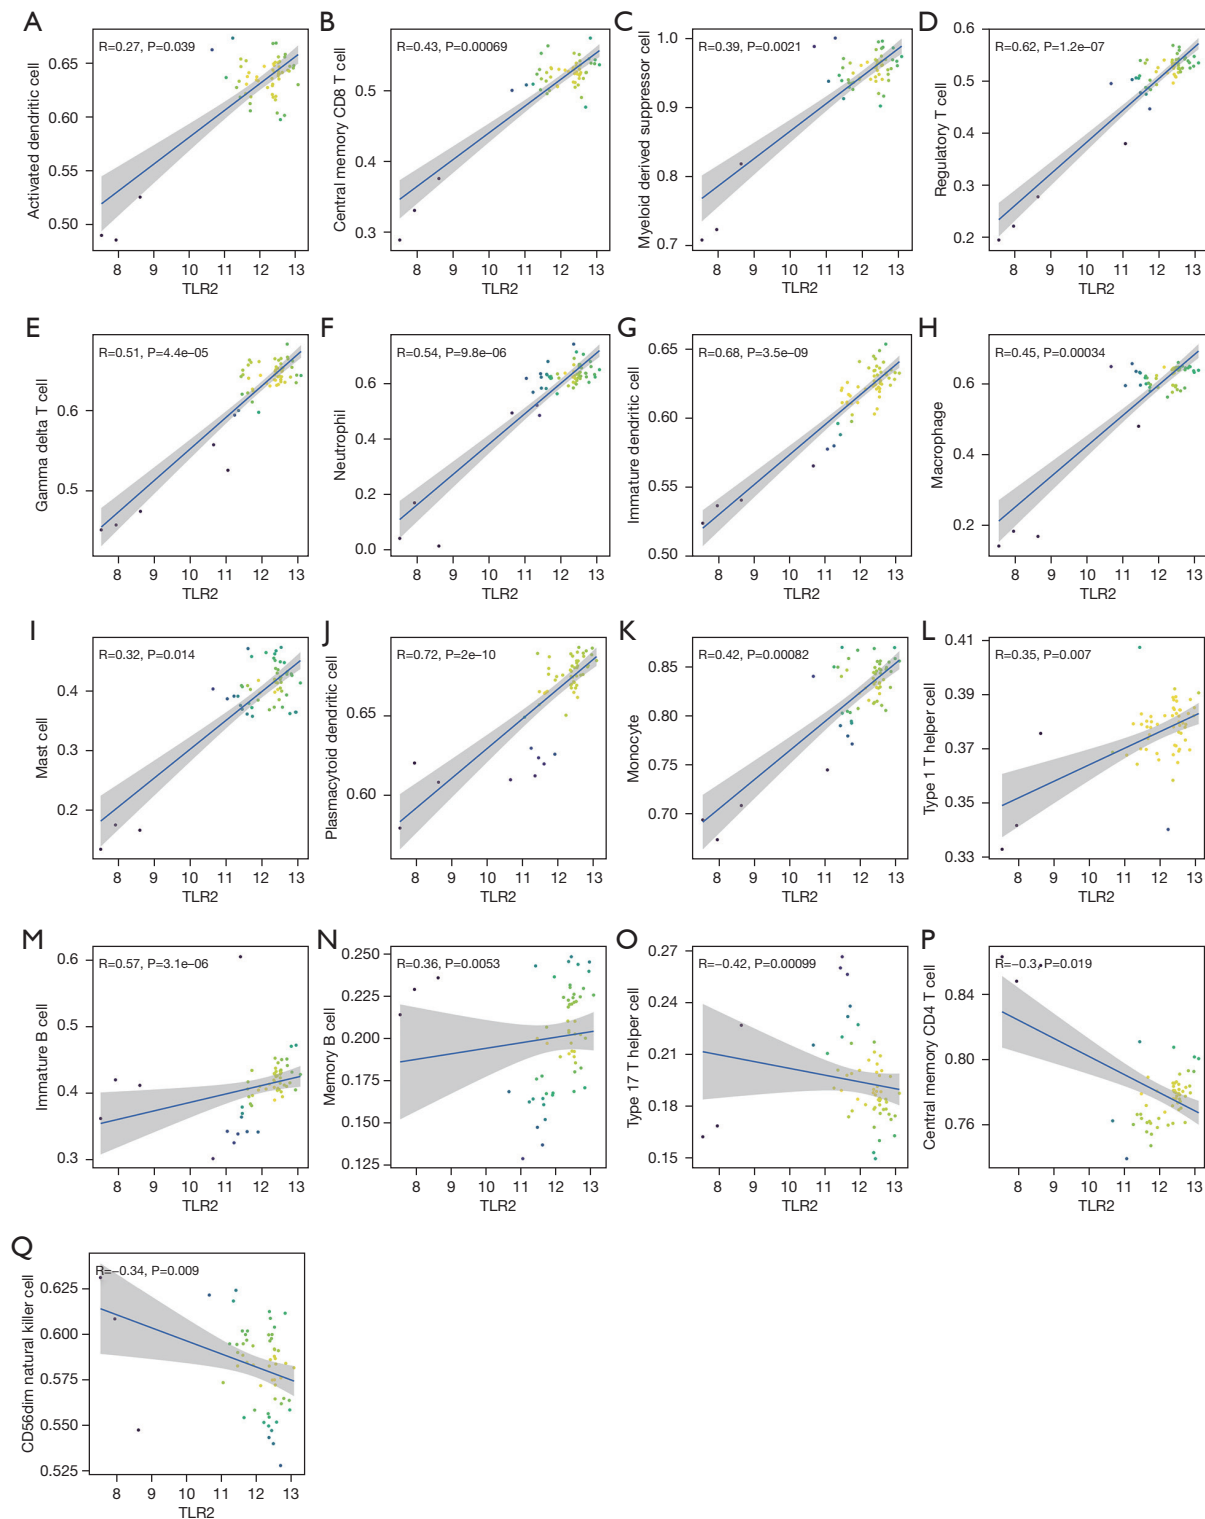 A
R=0.27, P=0.039
Activated dendritic cell
0.65
0.60
0.55
0.50
8 9 10 11 12 13
TLR2
B
R=0.43, P=0.00069
Central memory CD8 T cell
0.5
0.4
0.3
8 9 10 11 12 13
TLR2
C
R=0.39, P=0.0021
Myeloid derived suppressor cell
1.0
0.9
0.8
0.7
8 9 10 11 12 13
TLR2
D
R=0.62, P=1.2e−07
Regulatory T cell
0.6
0.5
0.4
0.3
0.2
8 9 10 11 12 13
TLR2
E
R=0.51, P=4.4e−05
Gamma delta T cell
0.6
0.5
8 9 10 11 12 13
TLR2
F
R=0.54, P=9.8e−06
Neutrophil
0.6
0.4
0.2
0.0
8 9 10 11 12 13
TLR2
G
R=0.68, P=3.5e−09
Immature dendritic cell
0.65
0.60
0.55
0.50
8 9 10 11 12 13
TLR2
H
R=0.45, P=0.00034
Macrophage
0.6
0.4
0.2
8 9 10 11 12 13
TLR2
I
R=0.32, P=0.014
Mast cell
0.4
0.3
0.2
8 9 10 11 12 13
TLR2
J
R=0.72, P=2e−10
Plasmacytoid dendritic cell
0.65
0.60
8 9 10 11 12 13
TLR2
K
R=0.42, P=0.00082
Monocyte
0.85
0.80
0.75
0.70
8 9 10 11 12 13
TLR2
L
R=0.35, P=0.007
Type 1 T helper cell
0.41
0.39
0.37
0.35
0.33
8 9 10 11 12 13
TLR2
M
R=0.57, P=3.1e−06
Immature B cell
0.6
0.5
0.4
0.3
8 9 10 11 12 13
TLR2
N
R=0.36, P=0.0053
Memory B cell
0.250
0.225
0.200
0.175
0.150
0.125
8 9 10 11 12 13
TLR2
O
R=−0.42, P=0.00099
Type 17 T helper cell
0.27
0.24
0.21
0.18
0.15
8 9 10 11 12 13
TLR2
P
R=−0.3, P=0.019
Central memory CD4 T cell
0.84
0.80
0.76
8 9 10 11 12 13
TLR2
Q
R=−0.34, P=0.009
CD56dim natural killer cell
0.625
0.600
0.575
0.550
0.525
8 9 10 11 12 13
TLR2